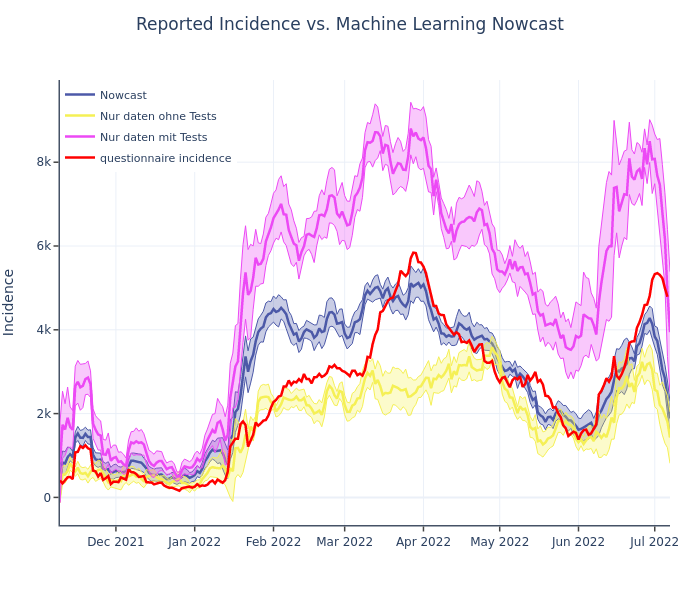 Reported Incidence vs. Machine Learning Nowcast
Nowcast
Nur daten ohne Tests
Nur daten mit Tests
questionnaire incidence
Incidence
8k
6k
4k
2k
0
Dec 2021
Jan 2022
Feb 2022
Mar 2022
Apr 2022
May 2022
Jun 2022
Jul 2022